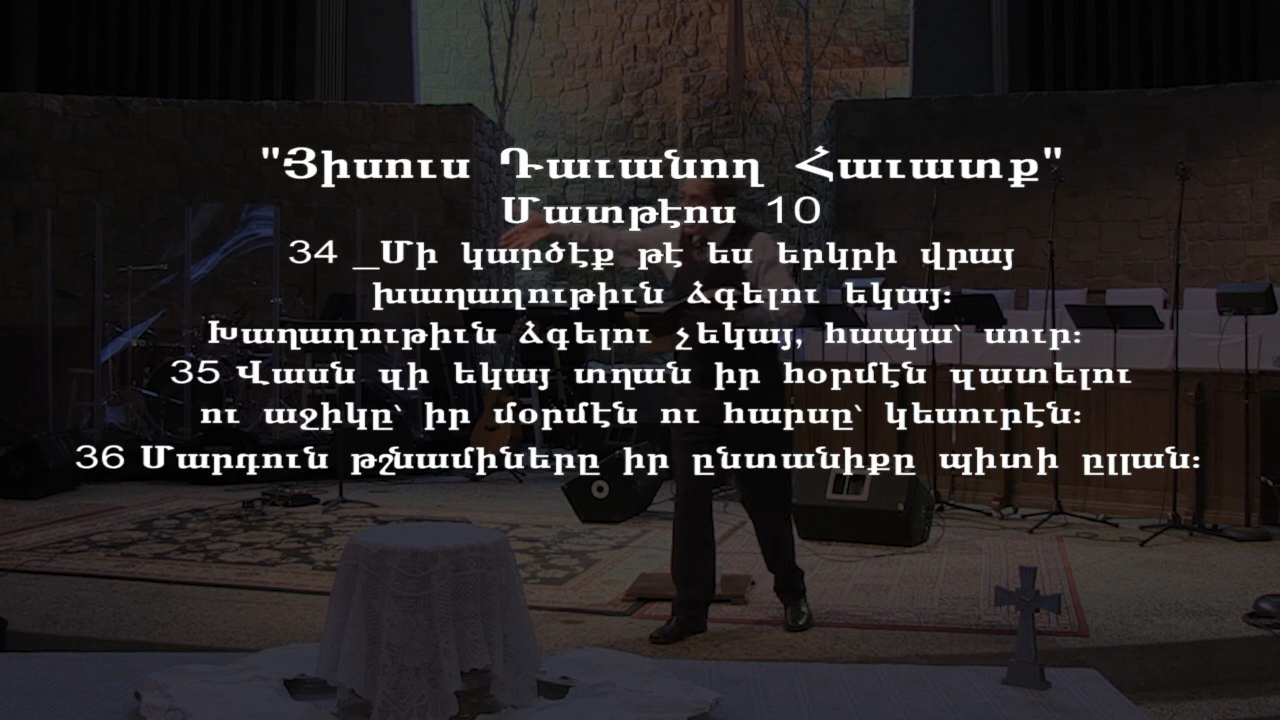 "Յիսուս Դաւանող Հաւատք"
Մատթէոս 10
34 _Մի կարծէք թէ ես երկրի վրայ
խաղաղութիւն ձգելու եկայ:
Խաղաղութիւն ձգելու չեկայ, հապա՝ սուր:
35 Վասն զի եկայ տղան իր հօրմէն զատելու
ու աջիկը՝ իր մօրմէն ու հարսը՝ կեսուրէն:
36 Մարդուն թշնամիները իր ընտանիքը պիտի ըլլան: